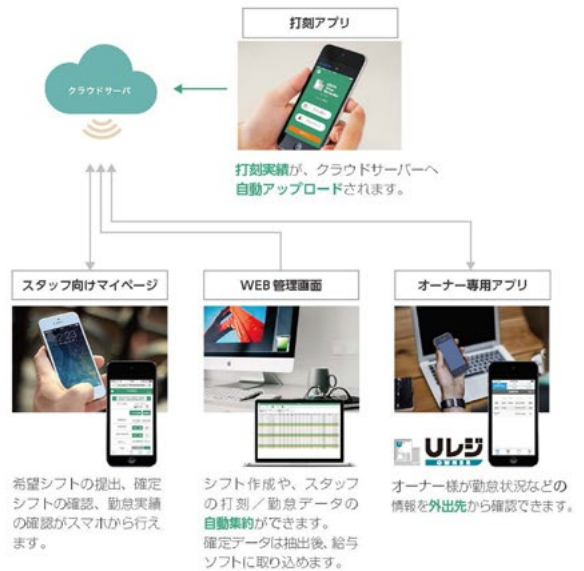 打刻アプリ
クラウドサーバ
打刻実績が、クラウドサーバーへ
自動アップロードされます。
スタッフ向けマイページ
希望シフトの提出、確定
シフトの確認、勤怠実績
の確認がスマホから行え
ます。
WEB管理画面
シフト作成や、スタッフ
の打刻／勤怠データの
自動集約ができます。
確定データは抽出後、給与
ソフトに取り込めます。
オーナー専用アプリ
ウレジ
OWNER
オーナー様が勤怠状況などの
情報を外出先から確認できます。